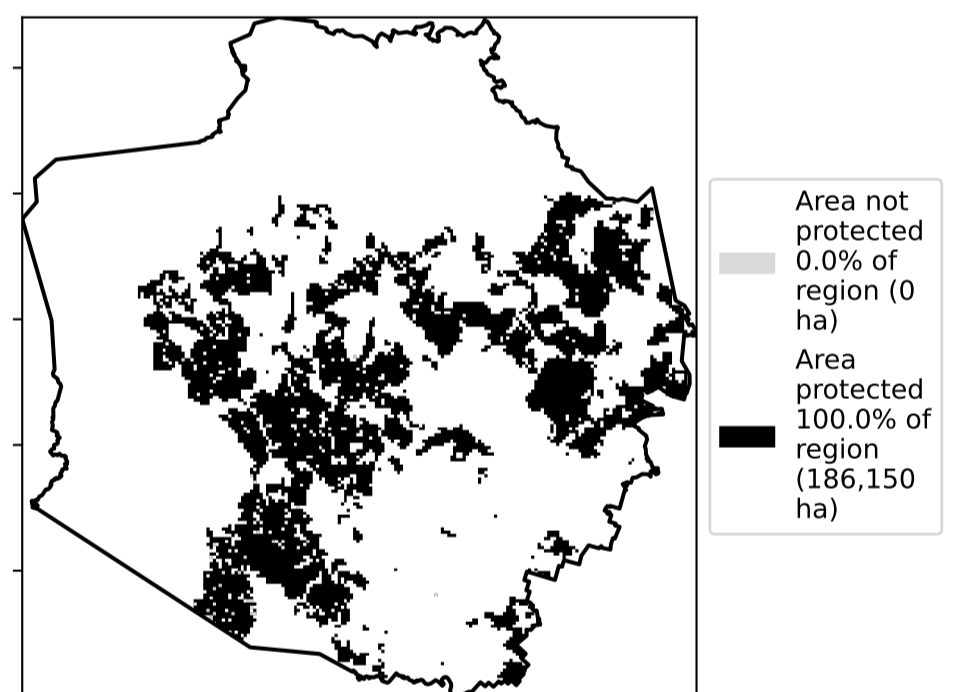 Area not
protected
0.0% of
region (0
ha)
Area
protected
100.0% of
region
(186,150
ha)